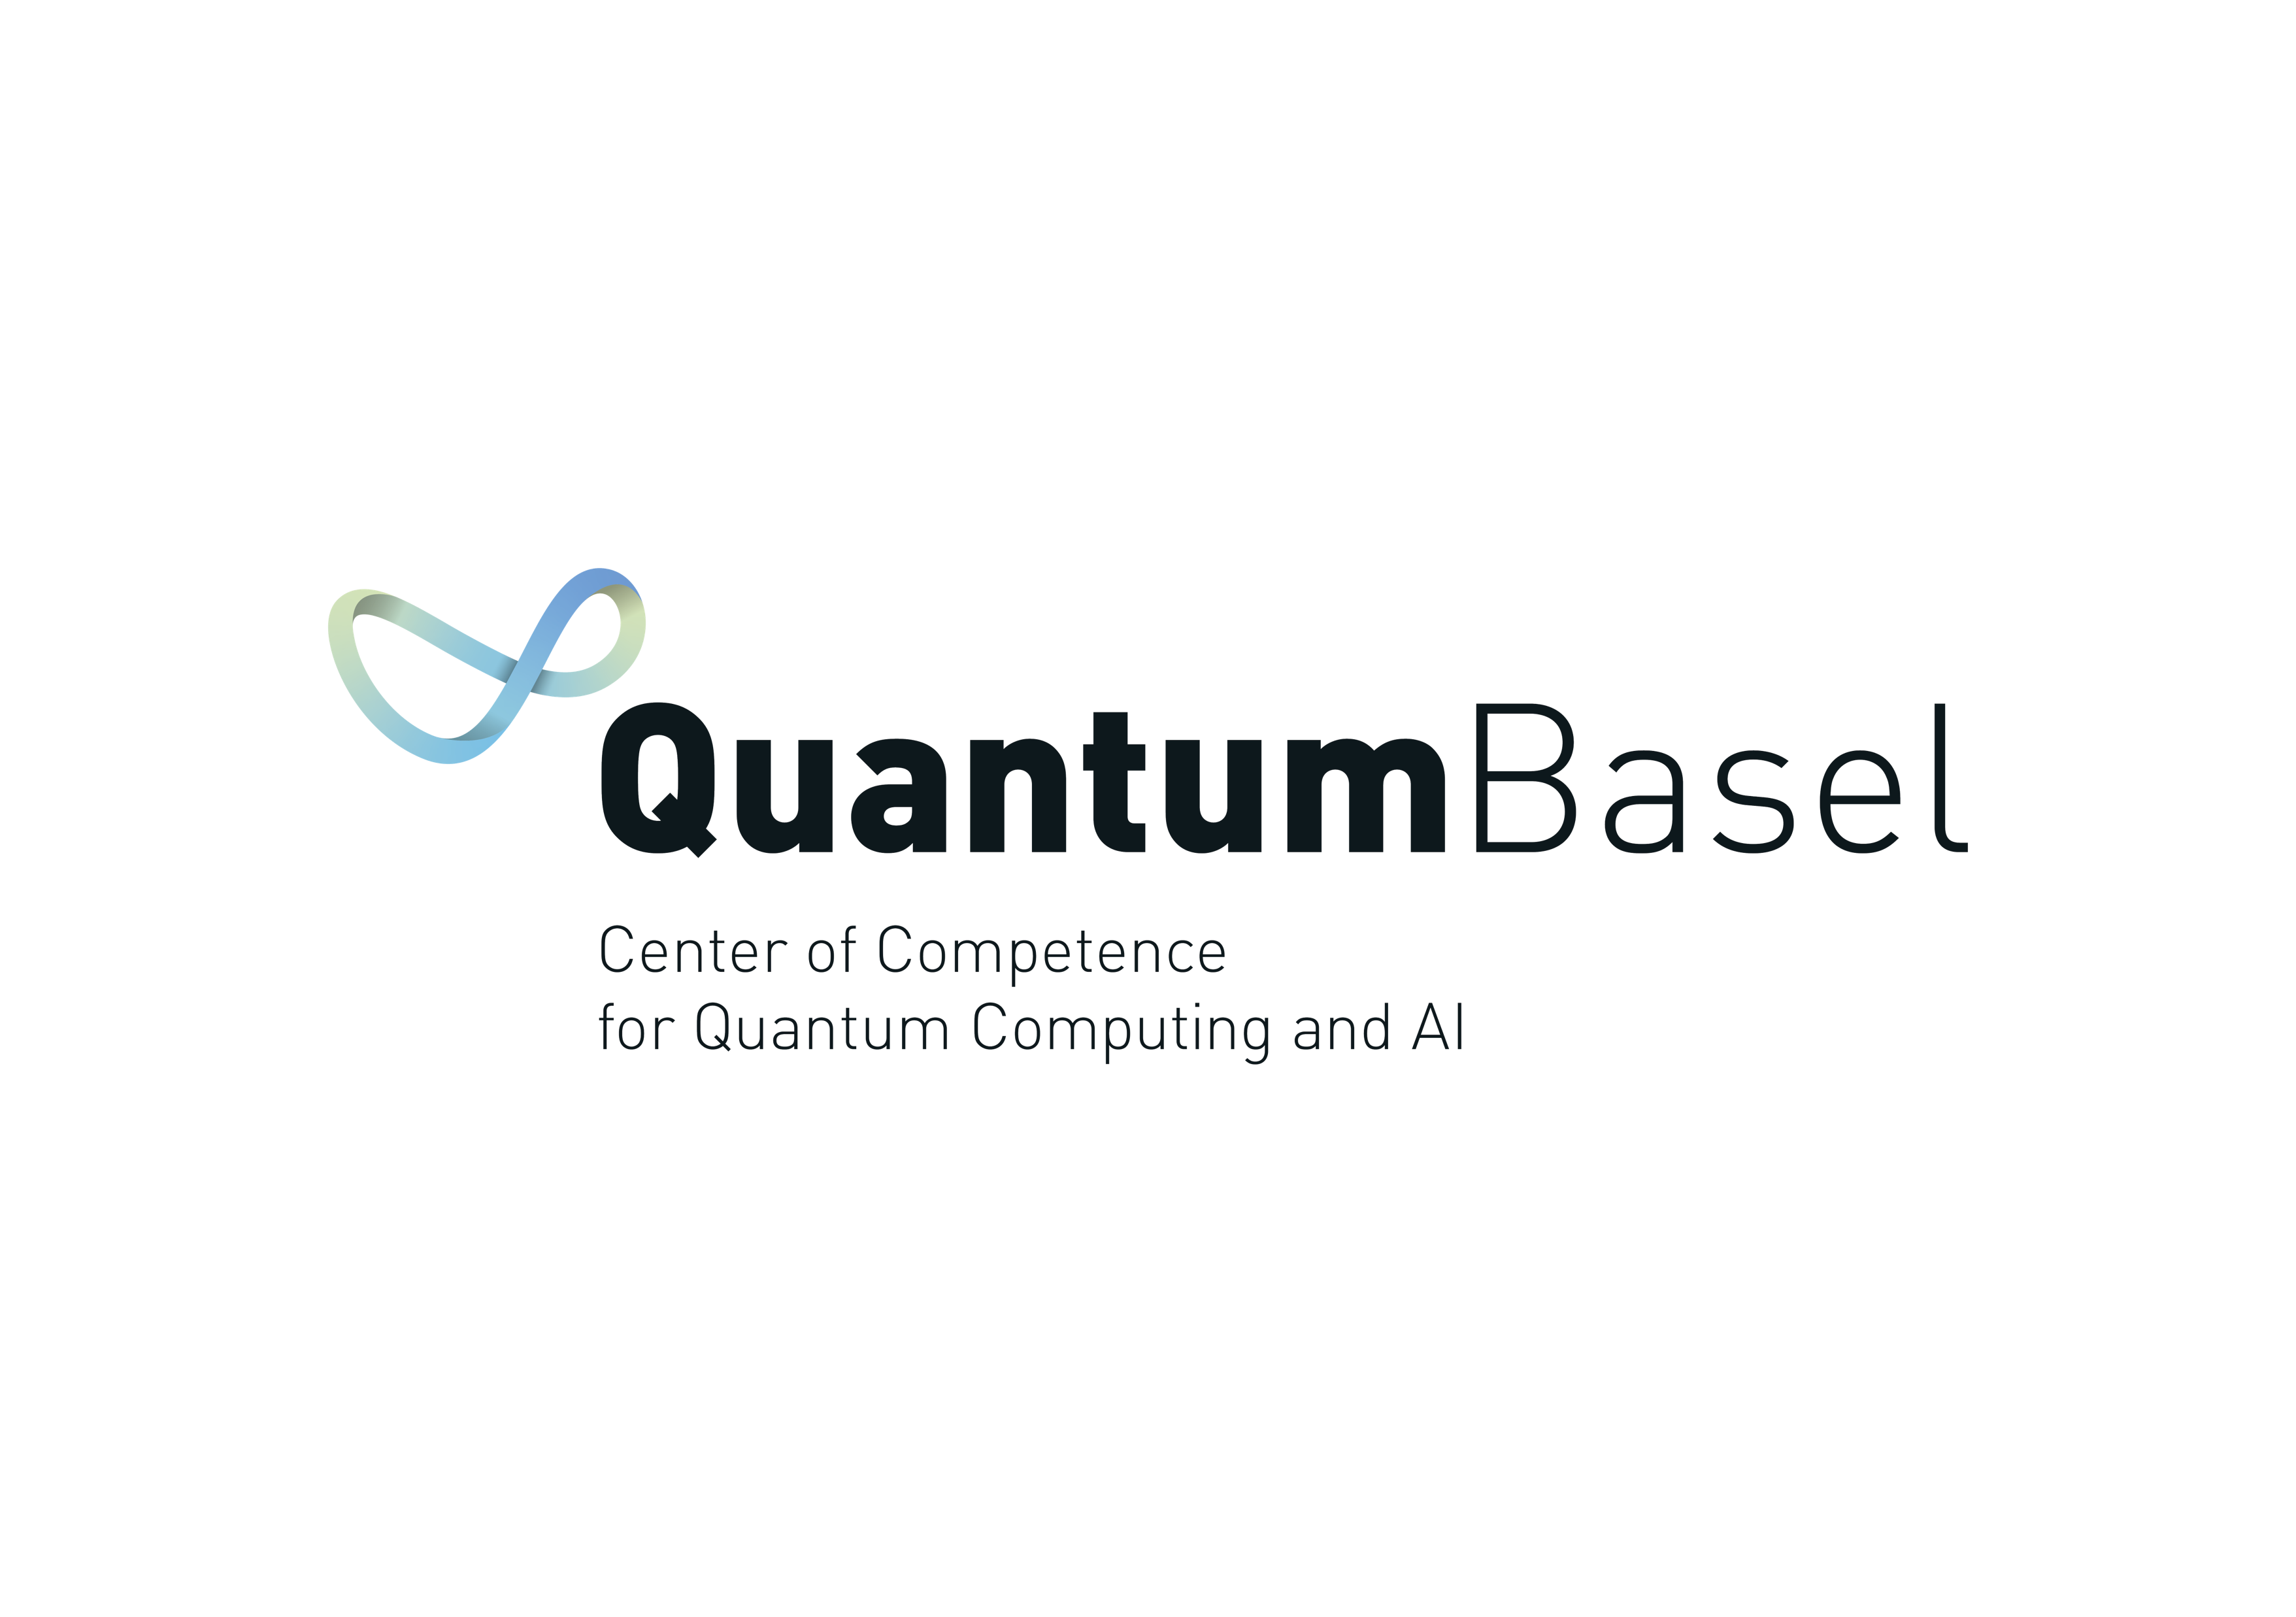 QuantumBasel
Center of Competence
for Quantum Computing and AI